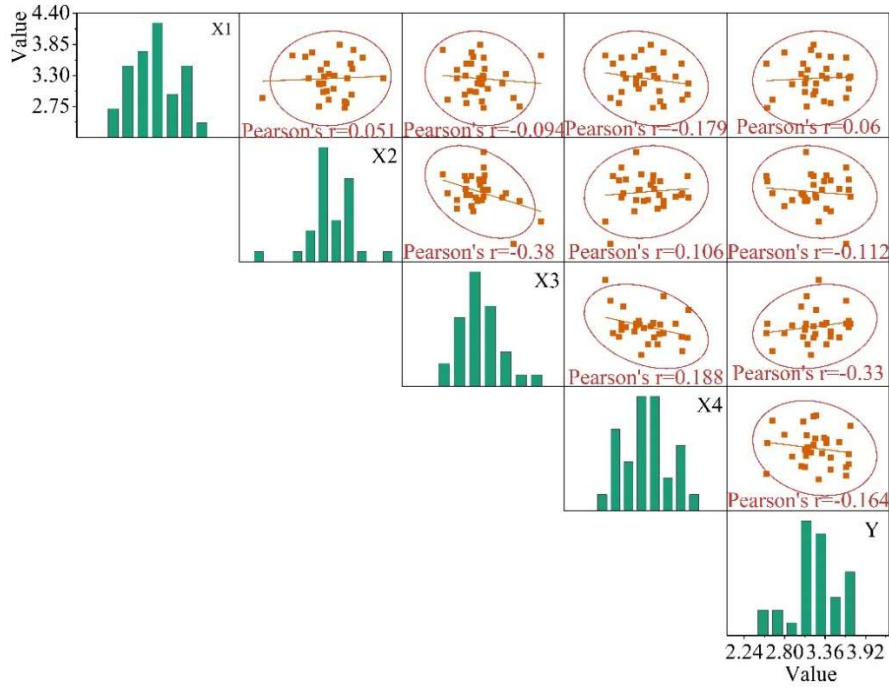 Value
4.40
3.85
3.30
2.75
X1
Pearson's r=0.051
Pearson's r=-0.094
Pearson's r=-0.179
Pearson's r=0.06
X2
Pearson's r=-0.38
Pearson's r=0.106
Pearson's r=-0.112
X3
Pearson's r=0.188
Pearson's r=-0.33
X4
Pearson's r=-0.164
Y
2.24 2.80 3.36 3.92
Value